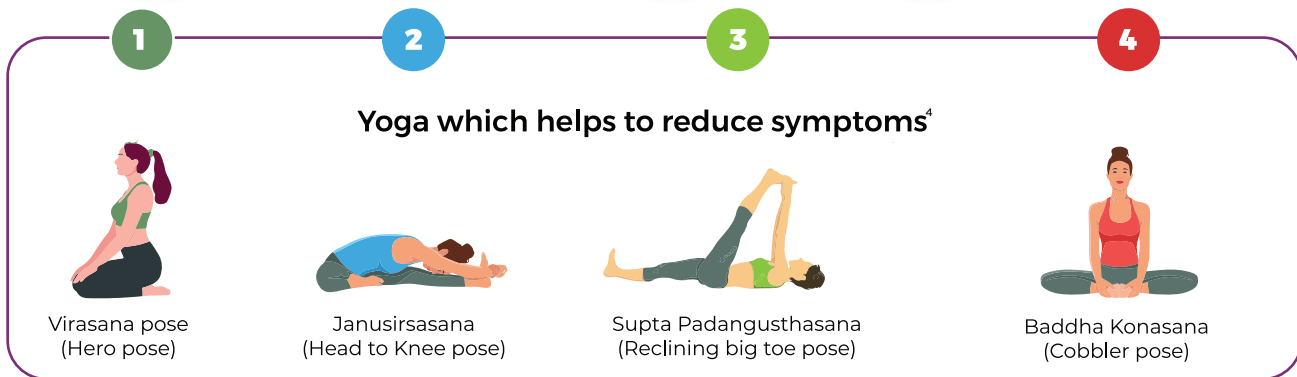 1
2
3
4
Yoga which helps to reduce symptoms⁴
Virasana pose
(Hero pose)
Janusirsasana
(Head to Knee pose)
Supta Padangusthasana
(Reclining big toe pose)
Baddha Konasana
(Cobbler pose)